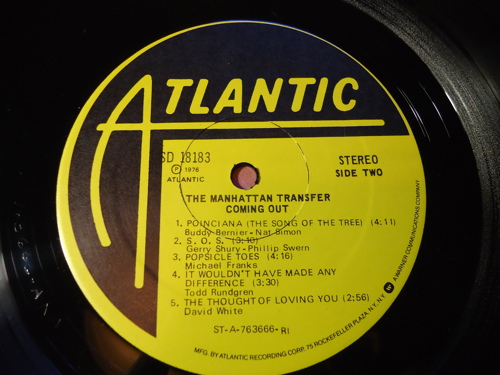 ATLANTIC
SD 18183
Ⓟ 1976
ATLANTIC
STEREO
SIDE TWO
THE MANHATTAN TRANSFER
COMING OUT
1. POINCIANA (THE SONG OF THE TREE) (4:11)
Buddy Bernier-Nat Simon
2. S.O.S. (3:10)
Gerry Shury-Phillip Swern
3. POPSICLE TOES (4:16)
Michael Franks
4. IT WOULDN'T HAVE MADE ANY
DIFFERENCE (3:30)
Todd Rundgren
5. THE THOUGHT OF LOVING YOU (2:56)
David White
ST-A-763666-RI
MFG. BY ATLANTIC RECORDING CORP., 75 ROCKEFELLER PLAZA, N.Y., N.Y. A WARNER COMMUNICATIONS COMPANY